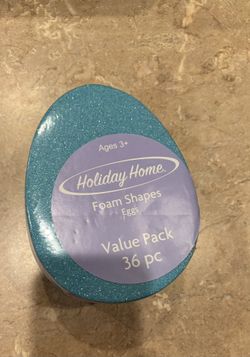 Ages 3+
Holiday Home
Foam Shapes
Eggs
Value Pack
36 pc